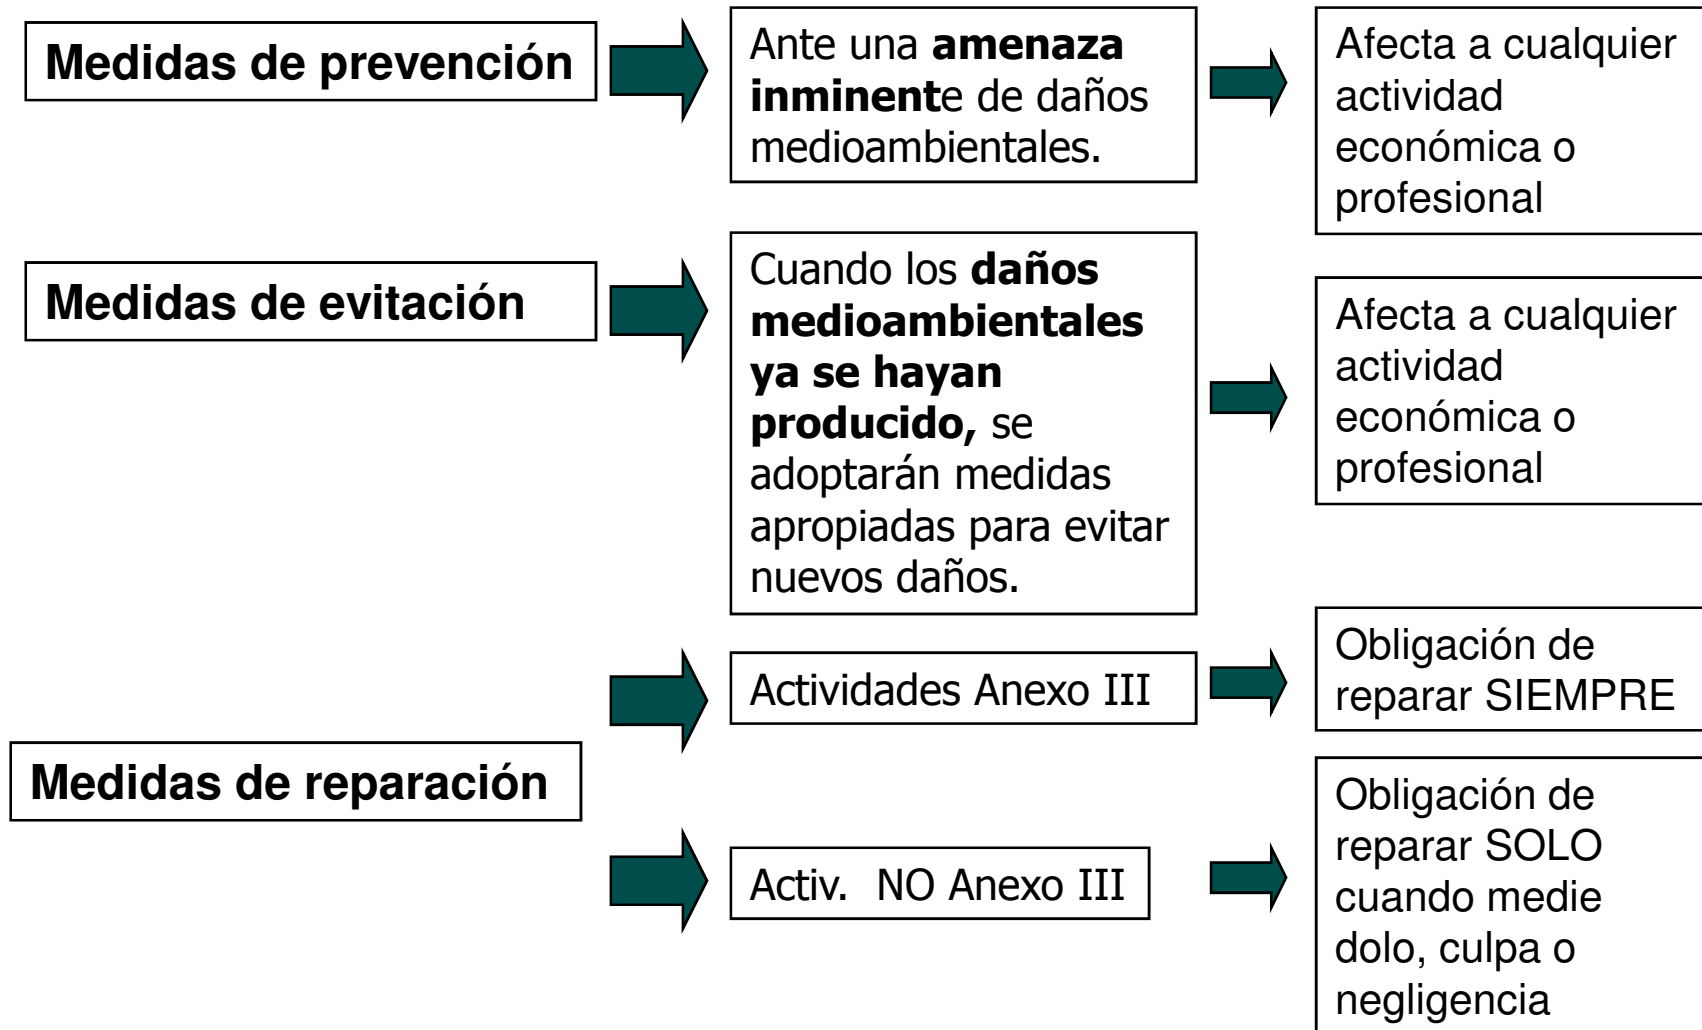 Medidas de prevención
Ante una amenaza
inminente de daños
medioambientales.
Afecta a cualquier
actividad
económica o
profesional
Medidas de evitación
Cuando los daños
medioambientales
ya se hayan
producido, se
adoptarán medidas
apropiadas para evitar
nuevos daños.
Afecta a cualquier
actividad
económica o
profesional
Medidas de reparación
Actividades Anexo III
Obligación de
reparar SIEMPRE
Activ. NO Anexo III
Obligación de
reparar SOLO
cuando medie
dolo, culpa o
negligencia